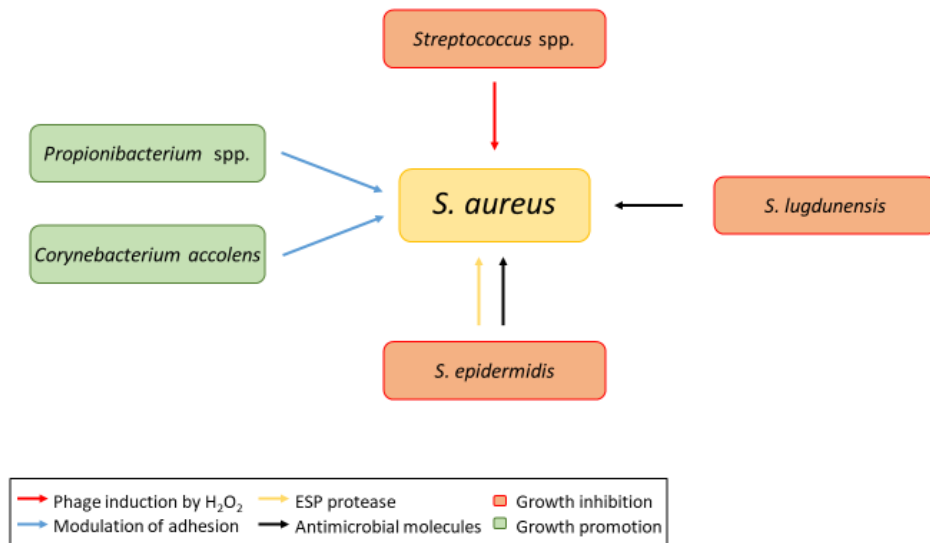 Streptococcus spp.
Propionibacterium spp.
S. aureus
S. lugdunensis
Corynebacterium accolens
S. epidermidis
Phage induction by H₂O₂
ESP protease
Growth inhibition
Modulation of adhesion
Antimicrobial molecules
Growth promotion